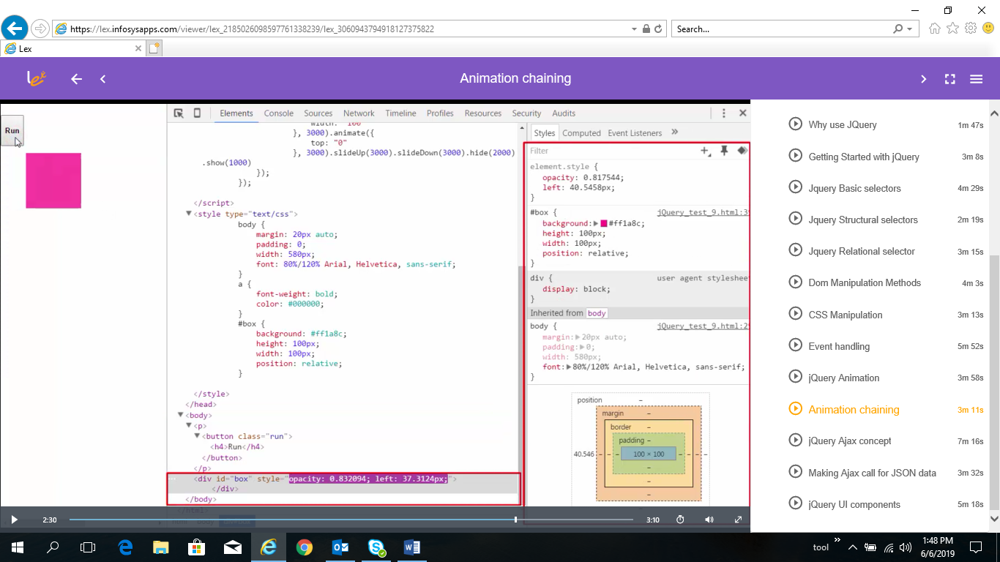 https://lex.infosysapps.com/viewer/lex_2185026098597761338239/lex_3060943794918127375822
Search...
Lex
lex
Animation chaining
Run
Elements Console Sources Network Timeline Profiles Resources Security Audits
width: "100"
}, 3000).animate({
top: "0"
}, 3000).slideUp(3000).slideDown(3000).hide(2000)
.show(1000)
});
});
</script>
<style type="text/css">
body {
margin: 20px auto;
padding: 0;
width: 580px;
font: 80%/120% Arial, Helvetica, sans-serif;
}
a {
font-weight: bold;
color: #000000;
}
#box {
background: #ff1a8c;
height: 100px;
width: 100px;
position: relative;
}
</style>
</head>
<body>
<p>
<button class="run">
<h4>Run</h4>
</button>
</p>
<div id="box" style="opacity: 0.832094; left: 37.3124px;">
</div>
</body>
</html>
Styles Computed Event Listeners »
Filter
element.style {
opacity: 0.817544;
left: 40.5458px;
}
#box { jQuery_test_9.html:39
background: #ff1a8c;
height: 100px;
width: 100px;
position: relative;
}
div { user agent stylesheet
display: block;
}
Inherited from body
body { jQuery_test_9.html:29
margin: 20px auto;
padding: 0;
width: 580px;
font: 80%/120% Arial, Helvetica, sans-serif;
}
position –
margin –
border –
padding –
40.546 – – – 100 × 100 – – –
–
–
–
2:30
3:10
Why use JQuery 1m 47s
Getting Started with jQuery 3m 8s
Jquery Basic selectors 4m 29s
Jquery Structural selectors 2m 19s
Jquery Relational selector 3m 15s
Dom Manipulation Methods 4m 3s
CSS Manipulation 3m 13s
Event handling 5m 52s
jQuery Animation 3m 58s
Animation chaining 3m 11s
jQuery Ajax concept 7m 16s
Making Ajax call for JSON data 3m 32s
jQuery UI components 5m 18s
tool »
1:48 PM
6/6/2019